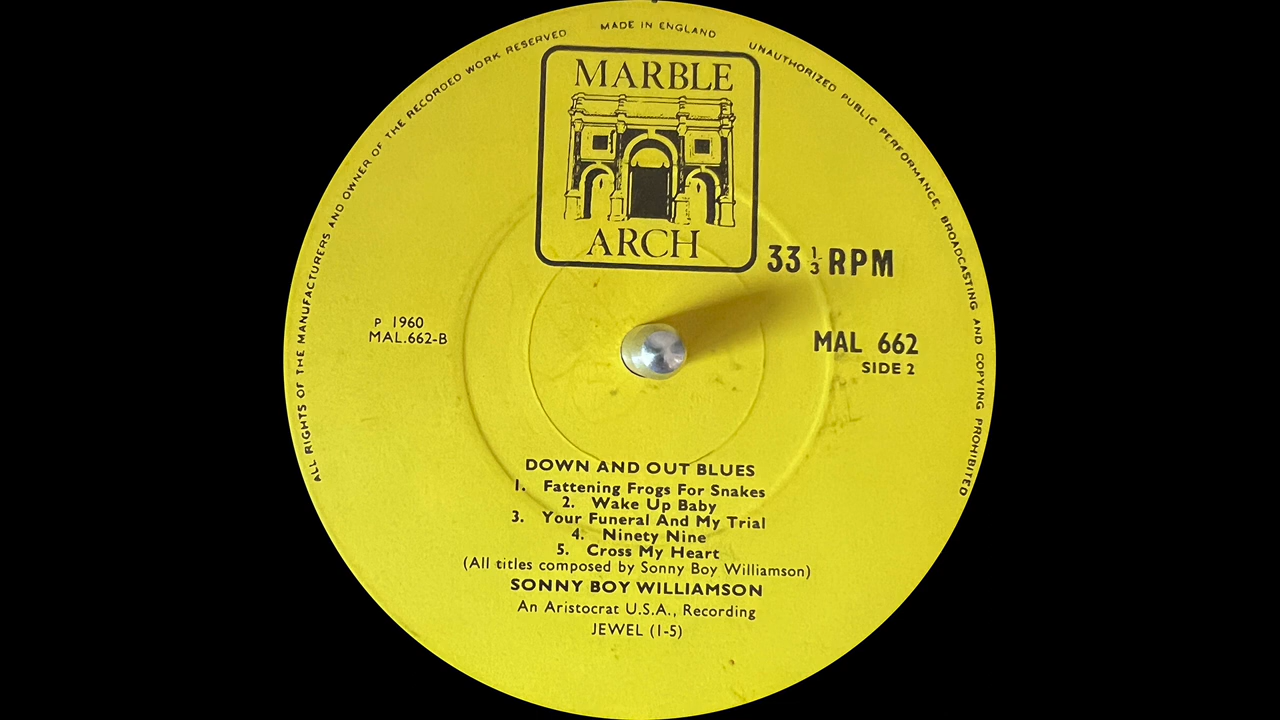 MADE IN ENGLAND
ALL RIGHTS OF THE MANUFACTURERS AND OWNER OF THE RECORDED WORK RESERVED
UNAUTHORIZED PUBLIC PERFORMANCE, BROADCASTING AND COPYING PROHIBITED
MARBLE
ARCH
33 1/3 RPM
P 1960
MAL.662-B
MAL 662
SIDE 2
DOWN AND OUT BLUES
1. Fattening Frogs For Snakes
2. Wake Up Baby
3. Your Funeral And My Trial
4. Ninety Nine
5. Cross My Heart
(All titles composed by Sonny Boy Williamson)
SONNY BOY WILLIAMSON
An Aristocrat U.S.A., Recording
JEWEL (1-5)